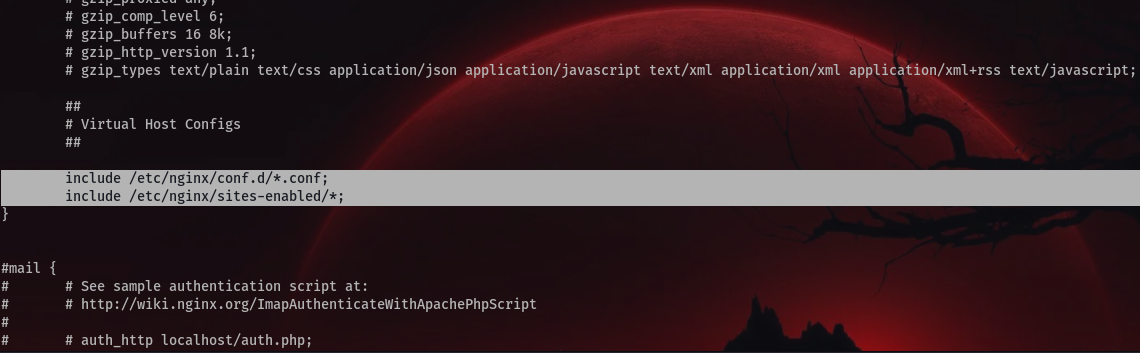 # gzip_proxied any;
# gzip_comp_level 6;
# gzip_buffers 16 8k;
# gzip_http_version 1.1;
# gzip_types text/plain text/css application/json application/javascript text/xml application/xml application/xml+rss text/javascript;
##
# Virtual Host Configs
##
include /etc/nginx/conf.d/*.conf;
include /etc/nginx/sites-enabled/*;
}
#mail {
#       # See sample authentication script at:
#       # http://wiki.nginx.org/ImapAuthenticateWithApachePhpScript
#
#       # auth_http localhost/auth.php;